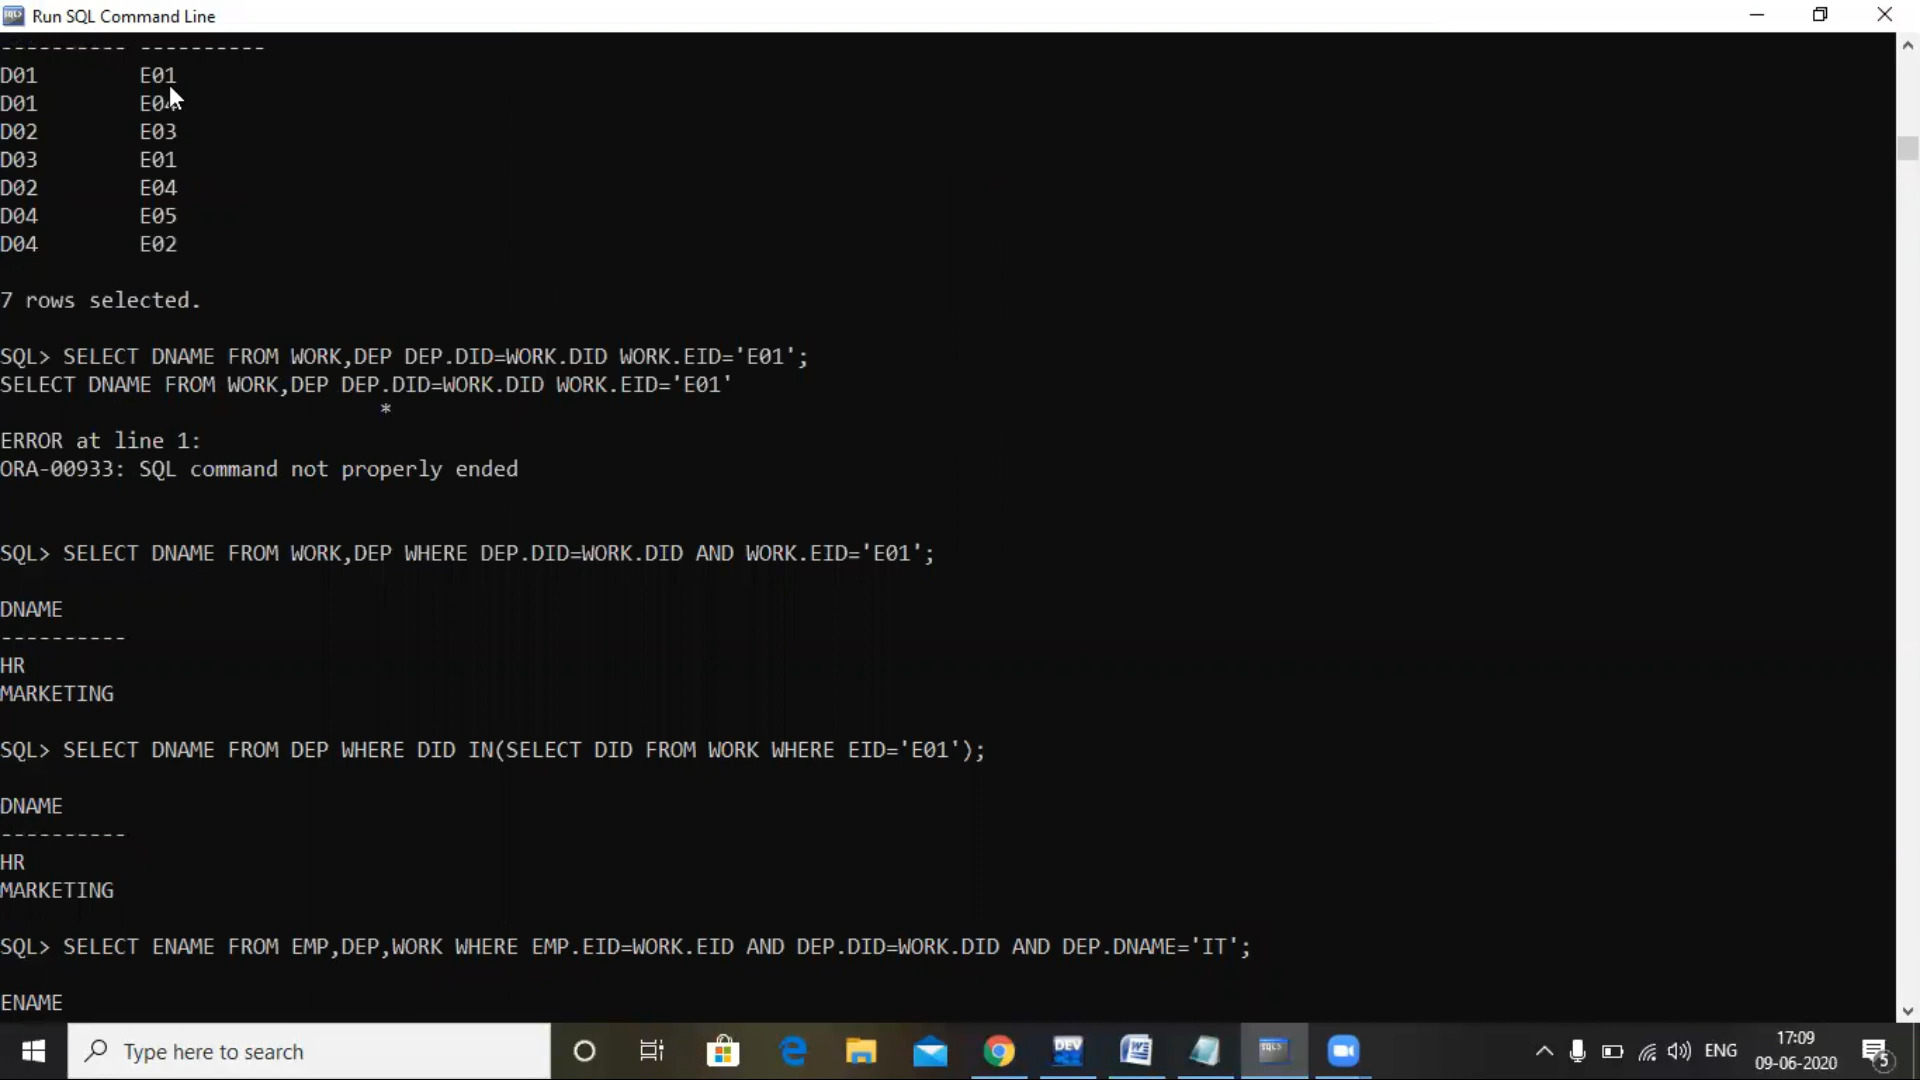 Run SQL Command Line
---------- ----------
D01 E01
D01 E04
D02 E03
D03 E01
D02 E04
D04 E05
D04 E02
7 rows selected.
SQL> SELECT DNAME FROM WORK,DEP DEP.DID=WORK.DID WORK.EID='E01';
SELECT DNAME FROM WORK,DEP DEP.DID=WORK.DID WORK.EID='E01'
*
ERROR at line 1:
ORA-00933: SQL command not properly ended
SQL> SELECT DNAME FROM WORK,DEP WHERE DEP.DID=WORK.DID AND WORK.EID='E01';
DNAME
----------
HR
MARKETING
SQL> SELECT DNAME FROM DEP WHERE DID IN(SELECT DID FROM WORK WHERE EID='E01');
DNAME
----------
HR
MARKETING
SQL> SELECT ENAME FROM EMP,DEP,WORK WHERE EMP.EID=WORK.EID AND DEP.DID=WORK.DID AND DEP.DNAME='IT';
ENAME
Type here to search
DEV
SQL>
ENG
17:09
09-06-2020
5